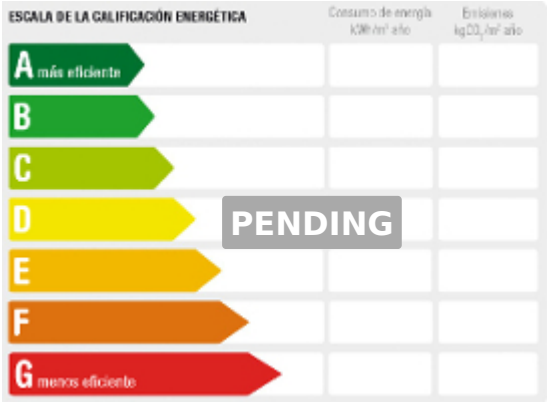 ESCALA DE LA CALIFICACIÓN ENERGÉTICA
Consumo de energía
kWh/m² año
Emisiones
kgCO₂/m² año
A más eficiente
B
C
D
PENDING
E
F
G menos eficiente